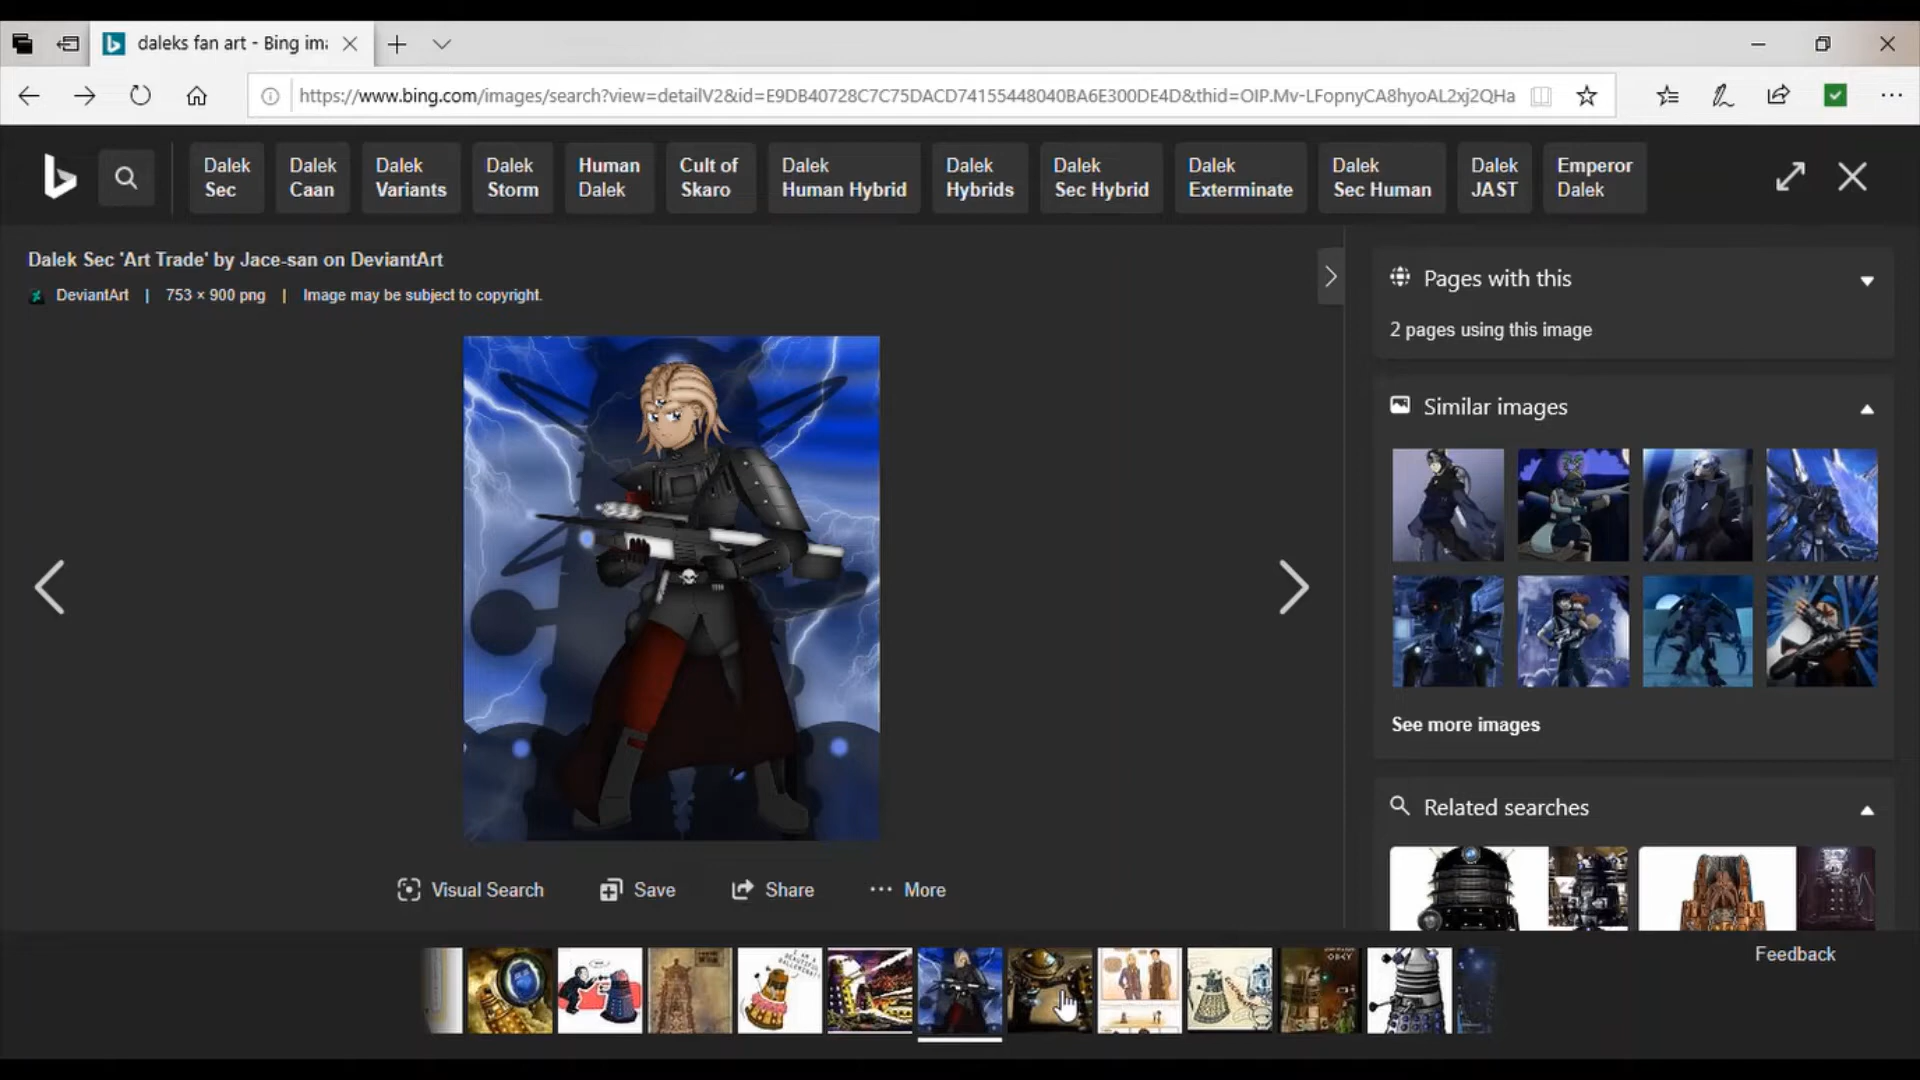 daleks fan art - Bing im
https://www.bing.com/images/search?view=detailV2&id=E9DB40728C7C75DACD74155448040BA6E300DE4D&thid=OIP.Mv-LFopnyCA8hyoAL2xj2QHa
Dalek Sec
Dalek Caan
Dalek Variants
Dalek Storm
Human Dalek
Cult of Skaro
Dalek Human Hybrid
Dalek Hybrids
Dalek Sec Hybrid
Dalek Exterminate
Dalek Sec Human
Dalek JAST
Emperor Dalek
Dalek Sec 'Art Trade' by Jace-san on DeviantArt
DeviantArt | 753 × 900 png | Image may be subject to copyright.
Pages with this
2 pages using this image
Similar images
See more images
Related searches
Visual Search
Save
Share
More
Feedback